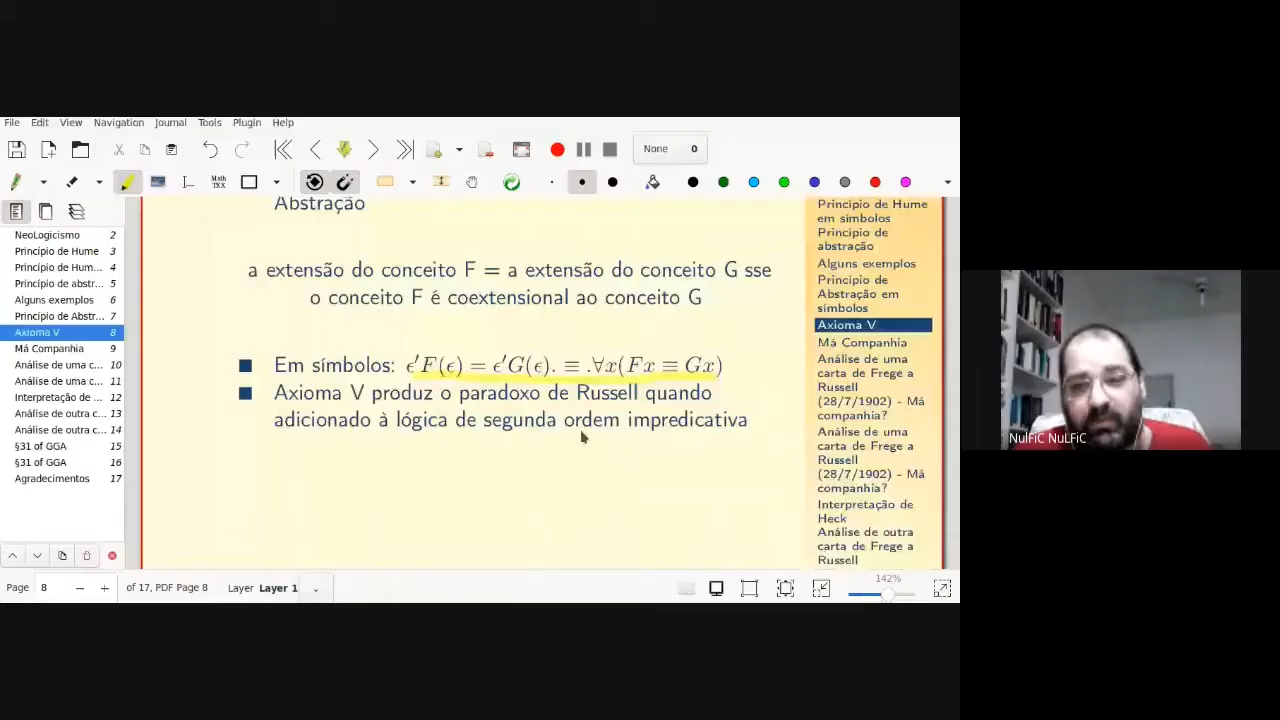 File Edit View Navigation Journal Tools Plugin Help
None 0
Math
TEX
NeoLogicismo 2
Princípio de Hume 3
Princípio de Hum... 4
Princípio de abstr... 5
Alguns exemplos 6
Princípio de Abstr... 7
Axioma V 8
Má Companhia 9
Análise de uma c... 10
Análise de uma c... 11
Interpretação de ... 12
Análise de outra c... 13
Análise de outra c... 14
§31 of GGA 15
§31 of GGA 16
Agradecimentos 17
Abstração
a extensão do conceito F = a extensão do conceito G sse
o conceito F é coextensional ao conceito G
Em símbolos: ϵ′F(ϵ) = ϵ′G(ϵ). ≡ .∀x(Fx ≡ Gx)
Axioma V produz o paradoxo de Russell quando
adicionado à lógica de segunda ordem impredicativa
Princípio de Hume
em símbolos
Princípio de
abstração
Alguns exemplos
Princípio de
Abstração em
símbolos
Axioma V
Má Companhia
Análise de uma
carta de Frege a
Russell
(28/7/1902) - Má
companhia?
Análise de uma
carta de Frege a
Russell
(28/7/1902) - Má
companhia?
Interpretação de
Heck
Análise de outra
carta de Frege a
Russell
Page 8 − + of 17, PDF Page 8 Layer Layer 1
142%
NulFiC NuLFiC